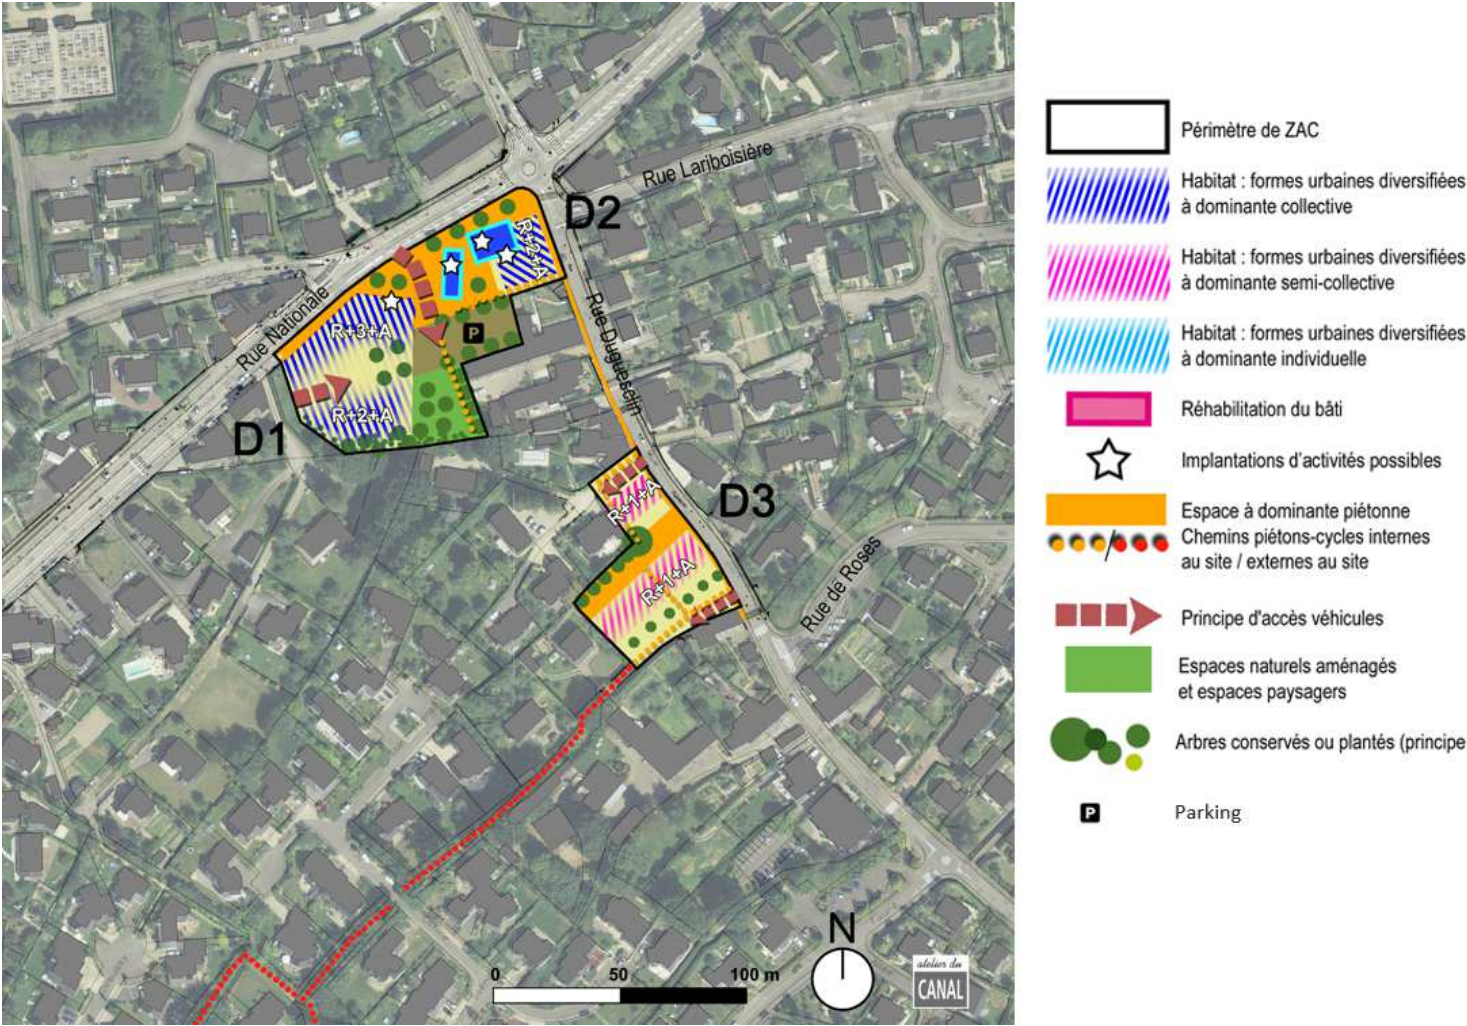 Rue Lariboisière
D2
R+2+A
Rue Nationale
R+3+A
P
Rue Duguesclin
R+2+A
D1
R+1+A
D3
R+1+A
Rue de Roses
N
0 50 100 m
atelier du
CANAL
Périmètre de ZAC
Habitat : formes urbaines diversifiées
à dominante collective
Habitat : formes urbaines diversifiées
à dominante semi-collective
Habitat : formes urbaines diversifiées
à dominante individuelle
Réhabilitation du bâti
Implantations d'activités possibles
Espace à dominante piétonne
Chemins piétons-cycles internes
au site / externes au site
Principe d'accès véhicules
Espaces naturels aménagés
et espaces paysagers
Arbres conservés ou plantés (principe
P
Parking